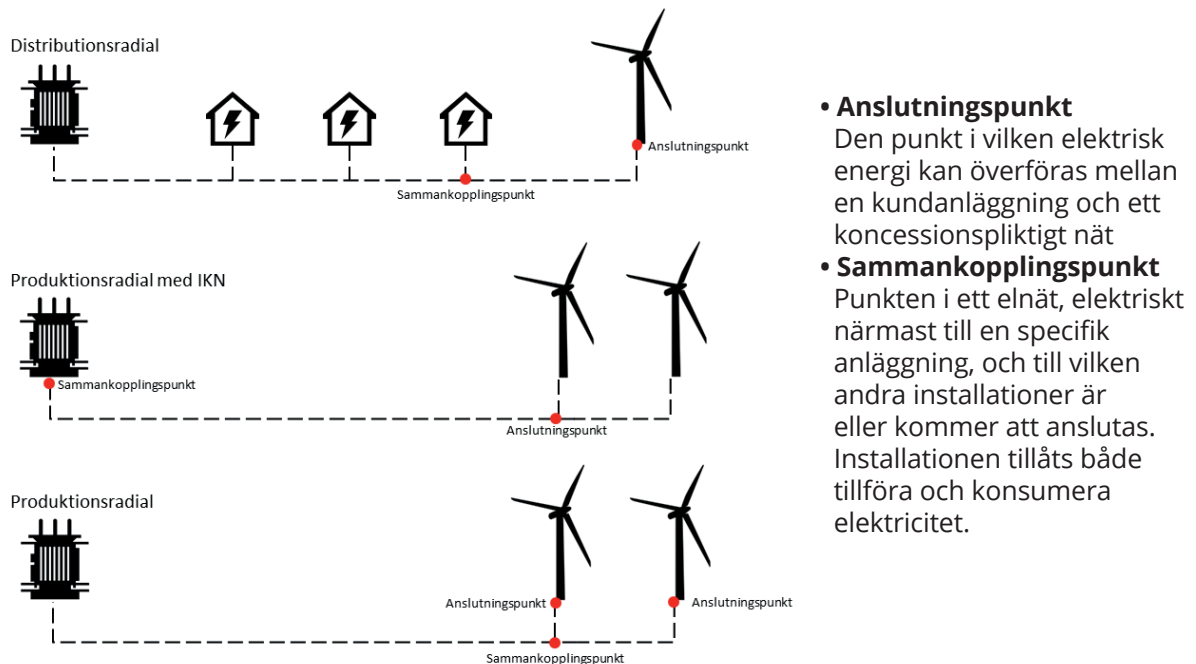 Distributionsradial
Anslutningspunkt
Sammankopplingspunkt
Produktionsradial med IKN
Sammankopplingspunkt
Anslutningspunkt
Produktionsradial
Anslutningspunkt
Anslutningspunkt
Sammankopplingspunkt
• Anslutningspunkt
Den punkt i vilken elektrisk
energi kan överföras mellan
en kundanläggning och ett
koncessionspliktigt nät
• Sammankopplingspunkt
Punkten i ett elnät, elektriskt
närmast till en specifik
anläggning, och till vilken
andra installationer är
eller kommer att anslutas.
Installationen tillåts både
tillföra och konsumera
elektricitet.